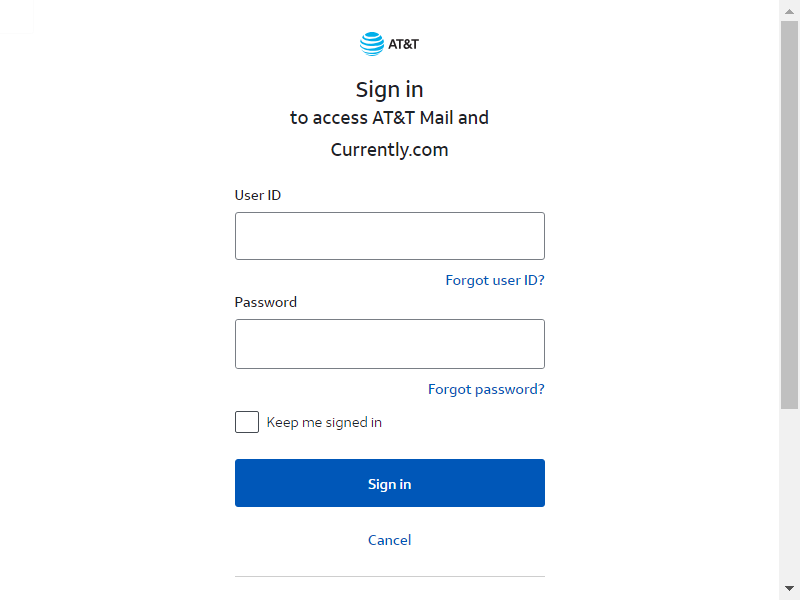 AT&T
Sign in
to access AT&T Mail and
Currently.com
User ID
Forgot user ID?
Password
Forgot password?
Keep me signed in
Sign in
Cancel